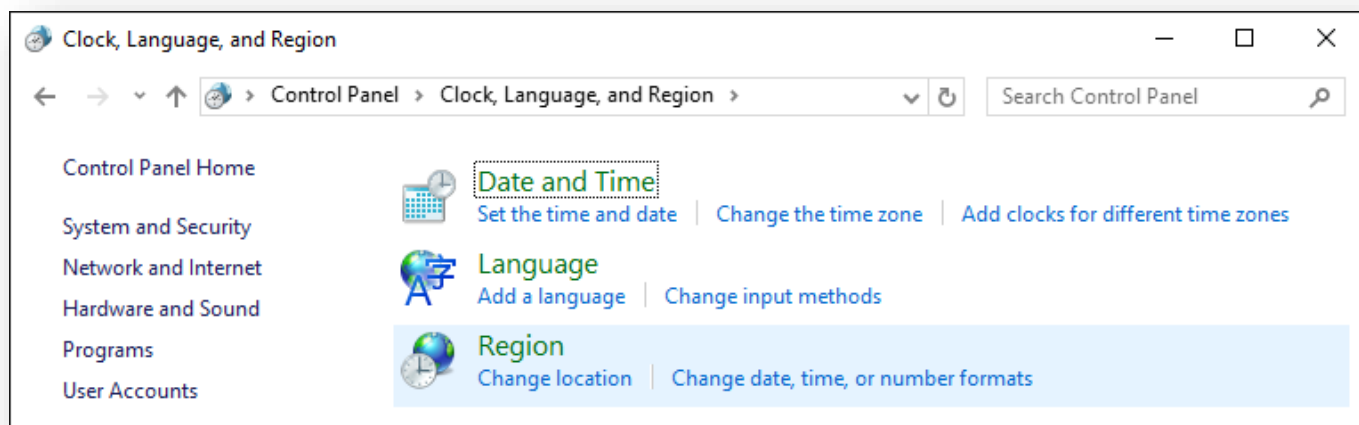 Clock, Language, and Region
Control Panel > Clock, Language, and Region >
Search Control Panel
Control Panel Home
System and Security
Network and Internet
Hardware and Sound
Programs
User Accounts
Date and Time
Set the time and date | Change the time zone | Add clocks for different time zones
Language
Add a language | Change input methods
Region
Change location | Change date, time, or number formats